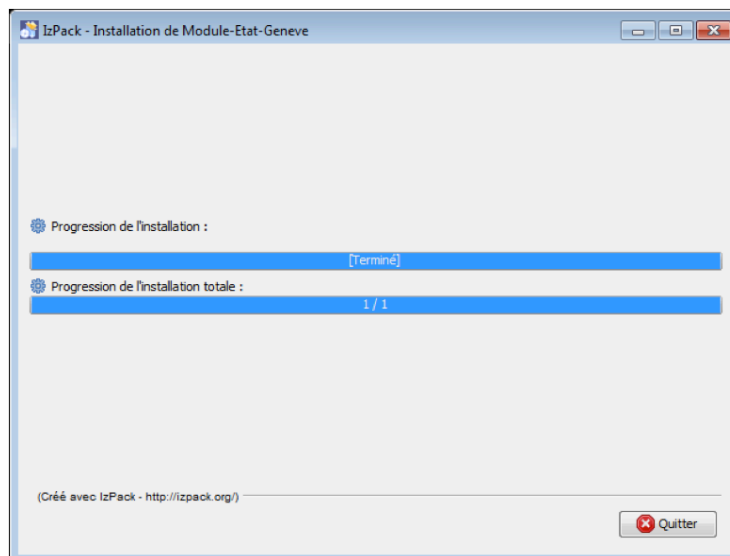 IzPack - Installation de Module-Etat-Geneve
Progression de l'installation :
[Terminé]
Progression de l'installation totale :
1 / 1
(Créé avec IzPack - http://izpack.org/)
Quitter